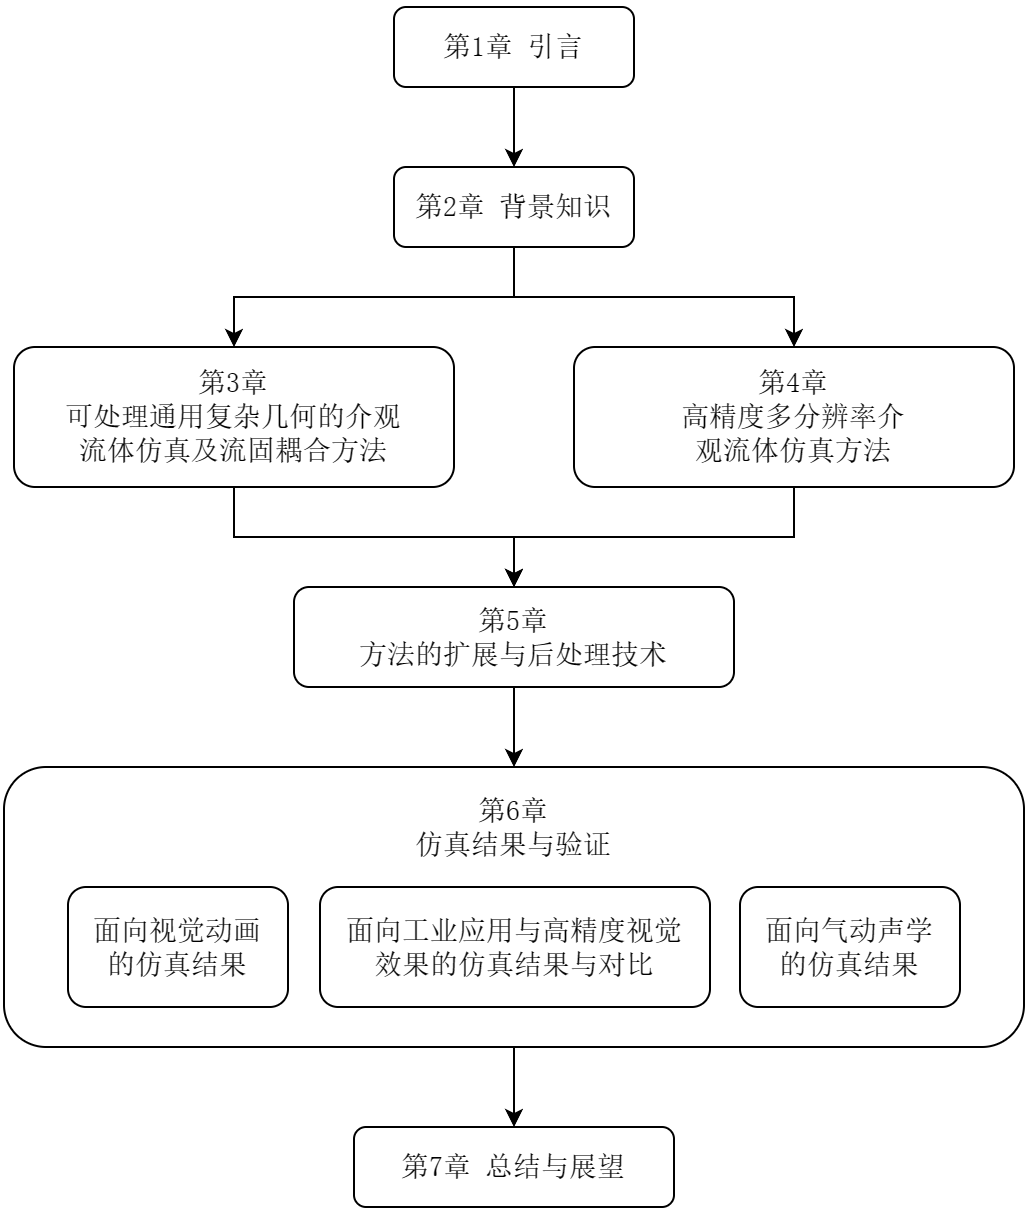 第1章 引言
第2章 背景知识
第3章
可处理通用复杂几何的介观
流体仿真及流固耦合方法
第4章
高精度多分辨率介
观流体仿真方法
第5章
方法的扩展与后处理技术
第6章
仿真结果与验证
面向视觉动画
的仿真结果
面向工业应用与高精度视觉
效果的仿真结果与对比
面向气动声学
的仿真结果
第7章 总结与展望